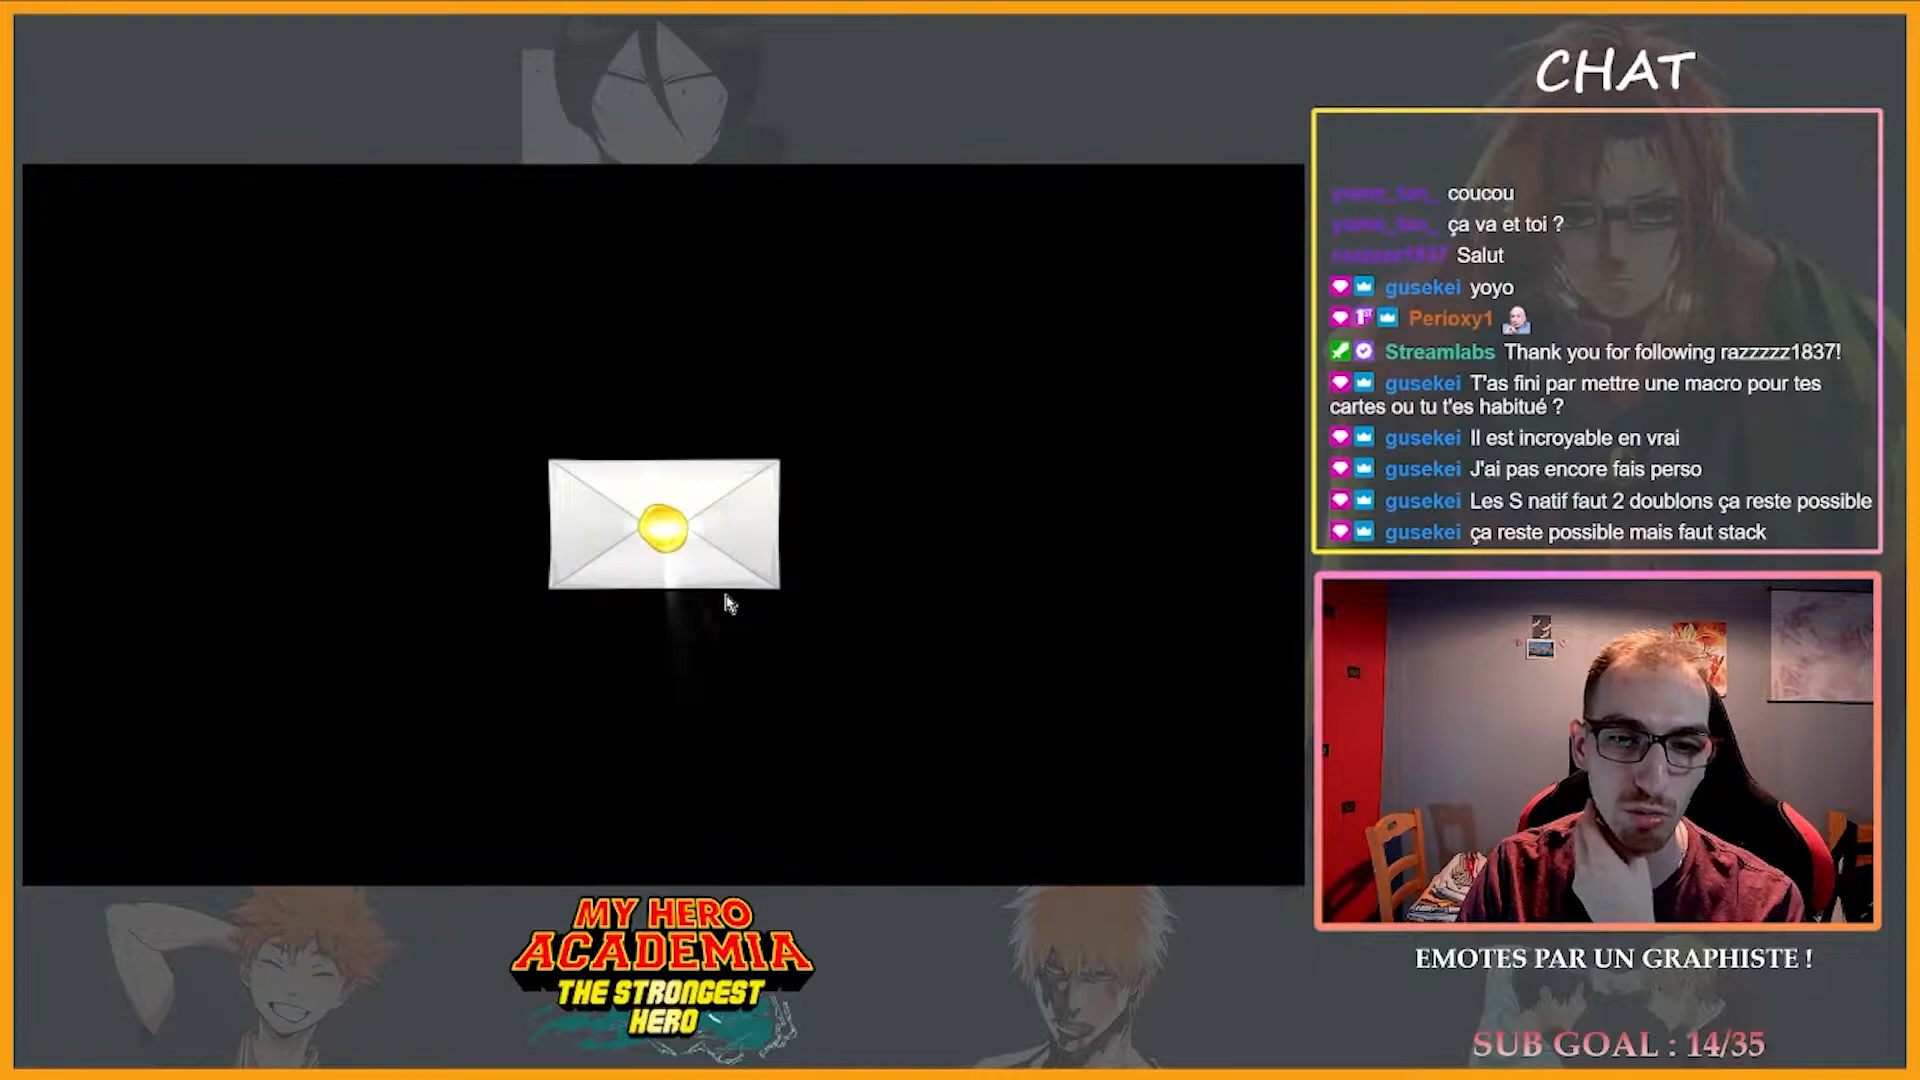 CHAT
coucou
ça va et toi ?
razzzzz1837 Salut
gusekei yoyo
1ST Perioxy1
Streamlabs Thank you for following razzzzz1837!
gusekei T'as fini par mettre une macro pour tes
cartes ou tu t'es habitué ?
gusekei Il est incroyable en vrai
gusekei J'ai pas encore fais perso
gusekei Les S natif faut 2 doublons ça reste possible
gusekei ça reste possible mais faut stack
MY HERO
ACADEMIA
THE STRONGEST
HERO
EMOTES PAR UN GRAPHISTE !
SUB GOAL : 14/35